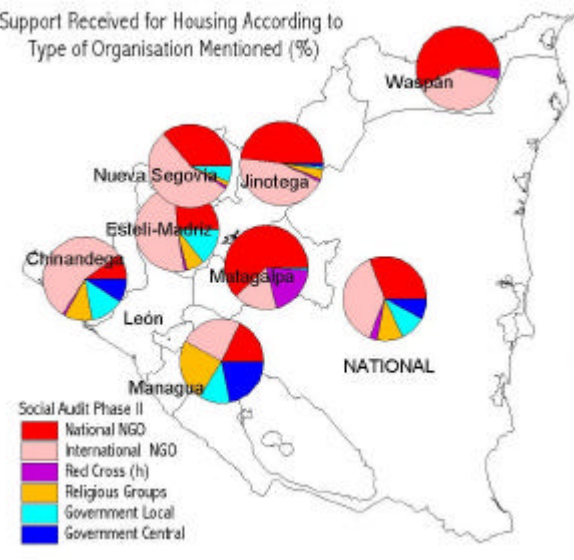 Support Received for Housing According to
Type of Organisation Mentioned (%)
Waspán
Nueva Segovia
Jinotega
Esteli-Madriz
Chinandega
Matagalpa
León
NATIONAL
Managua
Social Audit Phase II
National NGO
International NGO
Red Cross (h)
Religious Groups
Government Local
Government Central